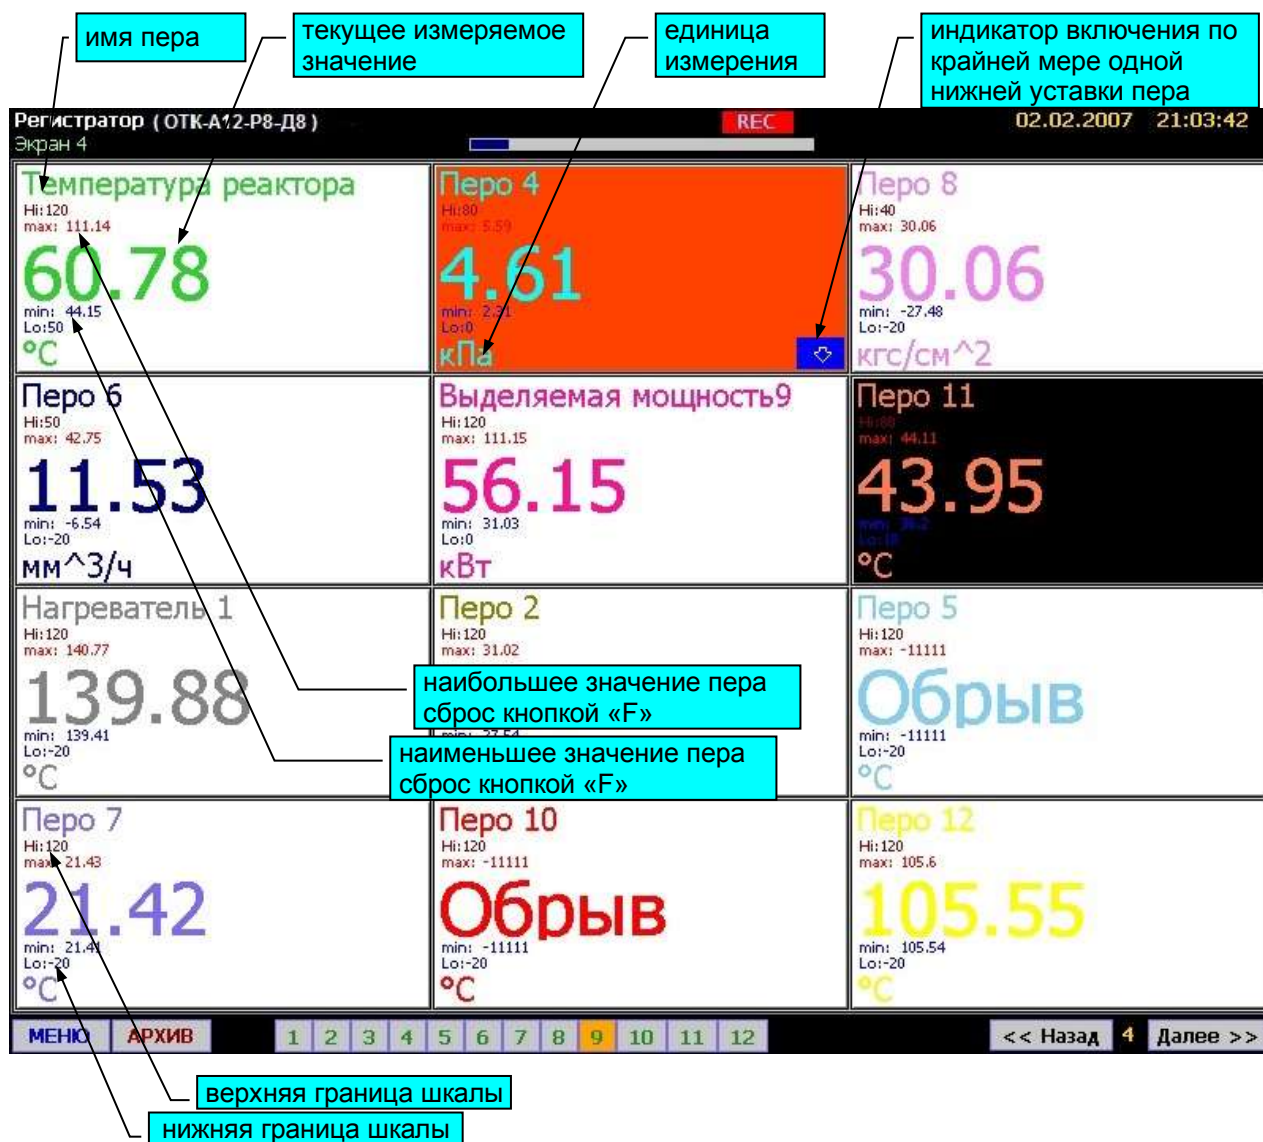 имя пера
текущее измеряемое
значение
единица
измерения
индикатор включения по
крайней мере одной
нижней уставки пера
Регистратор ( ОТК-А12-Р8-Д8 )
REC
02.02.2007 21:03:42
Экран 4
Температура реактора
Hi:120
max: 111.14
60.78
min: 44.15
Lo:50
°C
Перо 4
Hi:80
max: 5.59
4.61
min: 2.31
Lo:0
кПа
Перо 8
Hi:40
max: 30.06
30.06
min: -27.48
Lo:-20
кгс/см^2
Перо 6
Hi:50
max: 42.75
11.53
min: -6.54
Lo:-20
мм^3/ч
Выделяемая мощность9
Hi:120
max: 111.15
56.15
min: 31.03
Lo:0
кВт
Перо 11
Hi:80
max: 44.11
43.95
min: 36.2
°C
Нагреватель 1
Hi:120
max: 140.77
139.88
min: 139.41
Lo:-20
°C
Перо 2
Hi:120
max: 31.02
Перо 5
Hi:120
max: -11111
Обрыв
min: -11111
Lo:-20
°C
наибольшее значение пера
сброс кнопкой «F»
наименьшее значение пера
сброс кнопкой «F»
Перо 7
Hi:120
max: 21.43
21.42
min: 21.41
Lo:-20
°C
Перо 10
Hi:120
max: -11111
Обрыв
min: -11111
Lo:-20
°C
Перо 12
Hi:120
max: 105.6
105.55
min: 105.54
Lo:-20
°C
МЕНЮ АРХИВ 1 2 3 4 5 6 7 8 9 10 11 12 << Назад 4 Далее >>
верхняя граница шкалы
нижняя граница шкалы